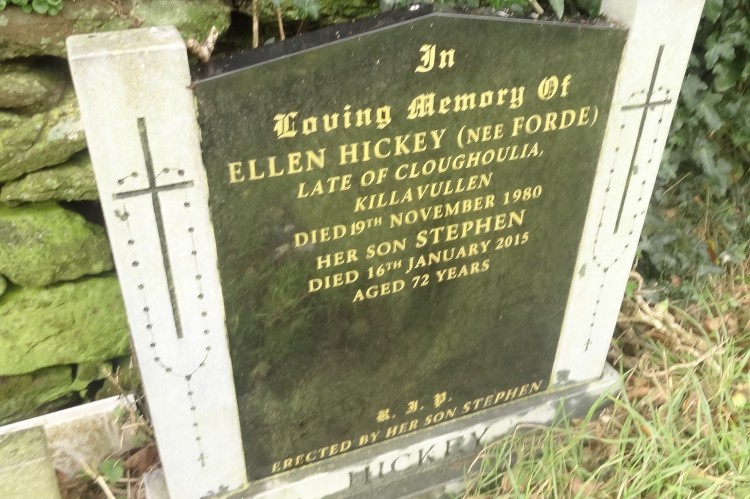 In
Loving Memory Of
ELLEN HICKEY (NEE FORDE)
LATE OF CLOUGHOULIA,
KILLAVULLEN
DIED 19TH NOVEMBER 1980
HER SON STEPHEN
DIED 16TH JANUARY 2015
AGED 72 YEARS
R. I. P.
ERECTED BY HER SON STEPHEN
HICKEY